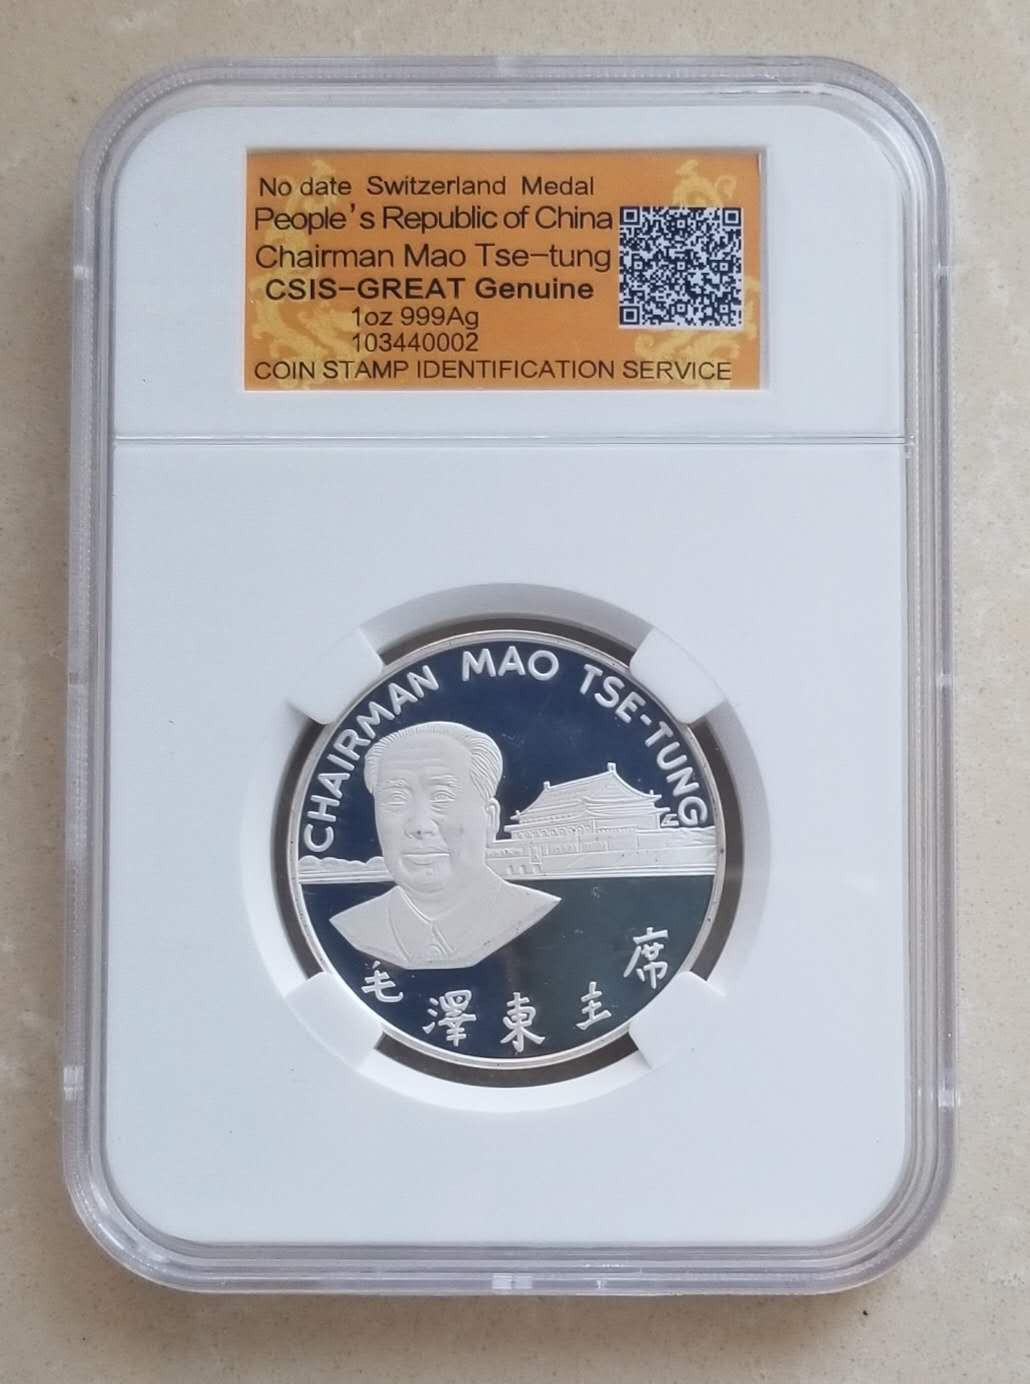 No date Switzerland Medal
People's Republic of China
Chairman Mao Tse-tung
CSIS-GREAT Genuine
1oz 999Ag
103440002
COIN STAMP IDENTIFICATION SERVICE
CHAIRMAN MAO TSE-TUNG
毛澤東主席